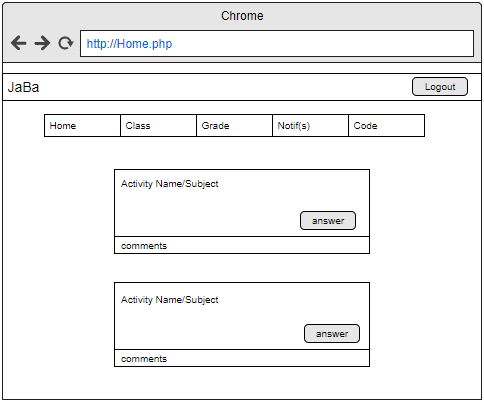 Chrome
http://Home.php
JaBa
Logout
Home Class Grade Notif(s) Code
Activity Name/Subject
answer
comments
Activity Name/Subject
answer
comments